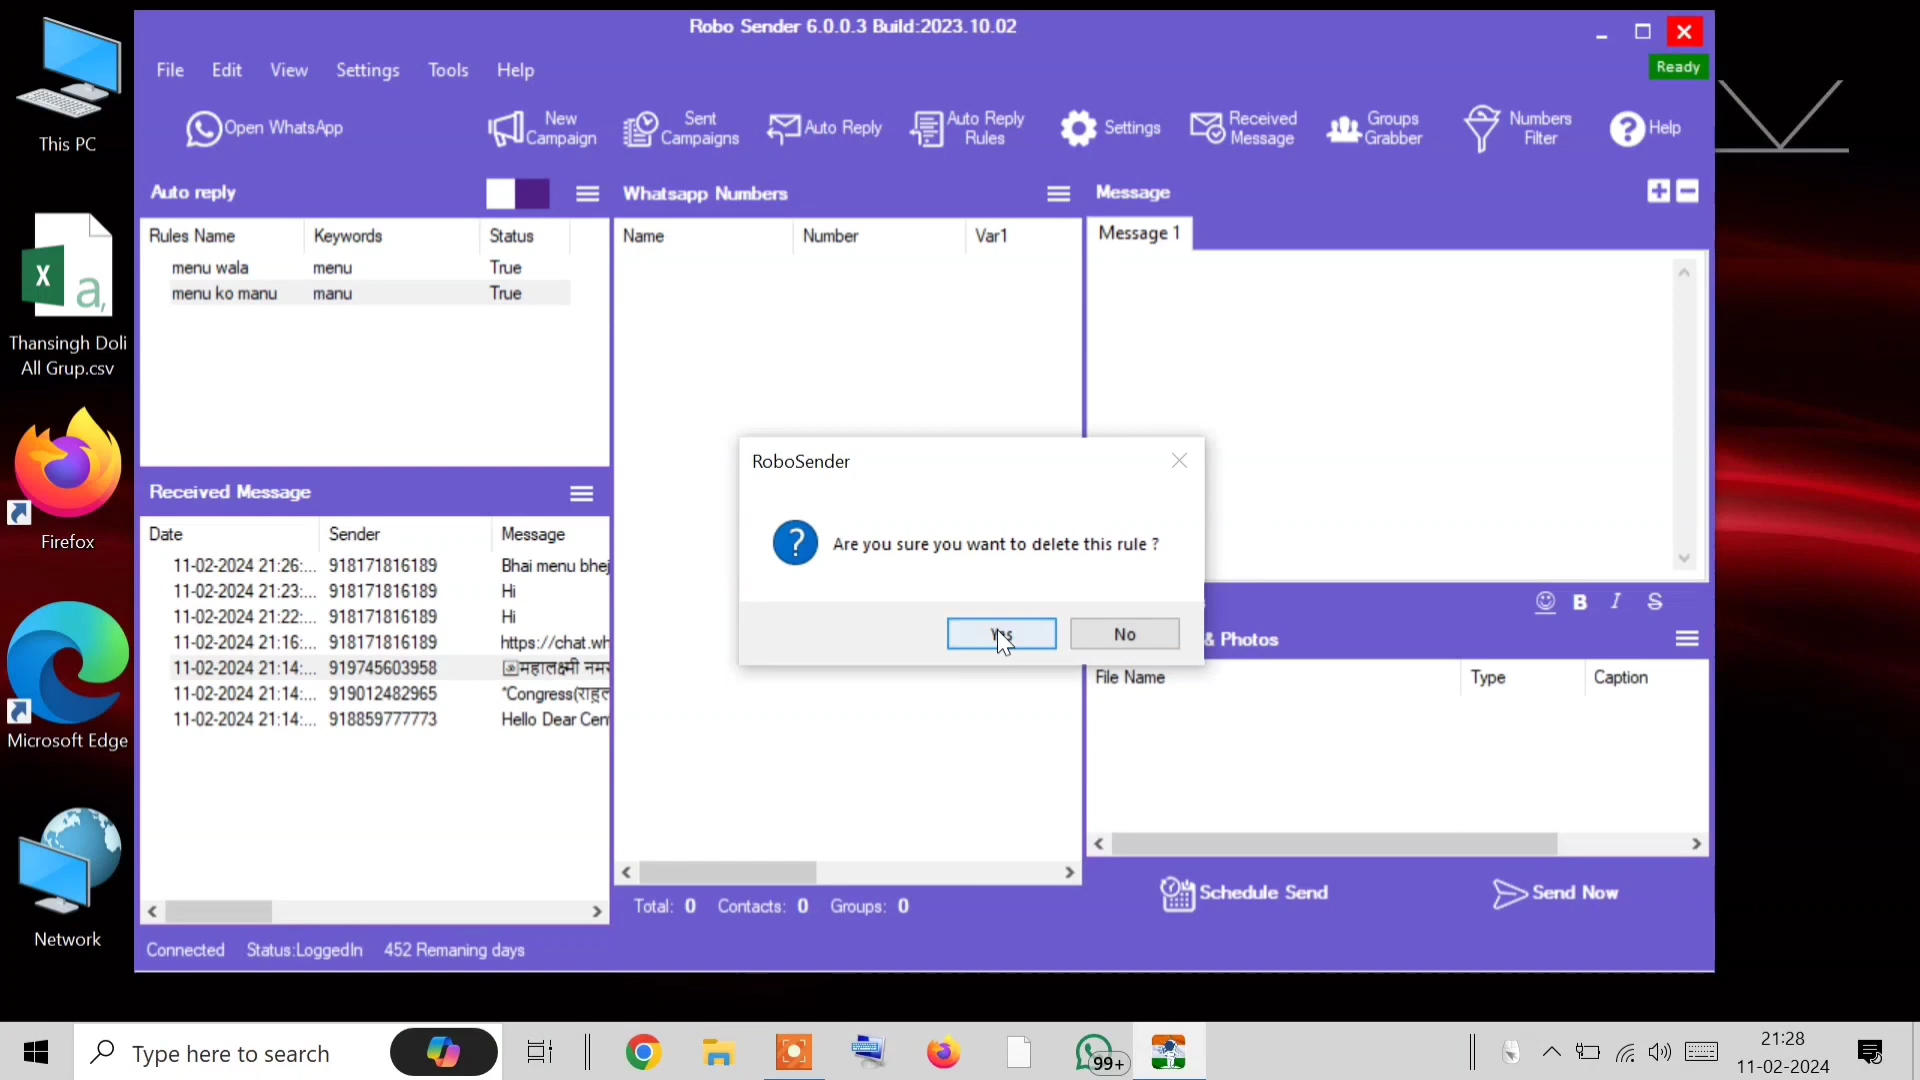 Robo Sender 6.0.0.3 Build:2023.10.02
File Edit View Settings Tools Help
Ready
Open WhatsApp
New Campaign
Sent Campaigns
Auto Reply
Auto Reply Rules
Settings
Received Message
Groups Grabber
Numbers Filter
Help
Auto reply
Rules Name Keywords Status
menu wala menu True
menu ko manu manu True
Received Message
Date Sender Message
11-02-2024 21:26:... 918171816189 Bhai menu bhej
11-02-2024 21:23:... 918171816189 Hi
11-02-2024 21:22:... 918171816189 Hi
11-02-2024 21:16:... 918171816189 https://chat.wh
11-02-2024 21:14:... 919745603958 महालक्ष्मी नमस
11-02-2024 21:14:... 919012482965 *Congress(राहुल
11-02-2024 21:14:... 918859777773 Hello Dear Cen
Connected Status:LoggedIn 452 Remaning days
Whatsapp Numbers
Name Number Var1
Total: 0 Contacts: 0 Groups: 0
Message
Message 1
B I S
& Photos
File Name Type Caption
Schedule Send Send Now
RoboSender
Are you sure you want to delete this rule ?
Yes No
This PC
X
a,
Thansingh Doli
All Grup.csv
Firefox
Microsoft Edge
Network
Type here to search
99+
21:28
11-02-2024